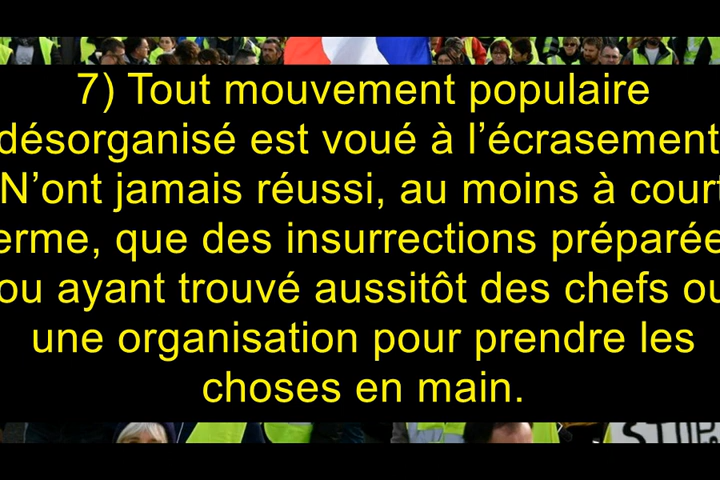 7) Tout mouvement populaire
désorganisé est voué à l’écrasement
N’ont jamais réussi, au moins à court
erme, que des insurrections préparée
ou ayant trouvé aussitôt des chefs ou
une organisation pour prendre les
choses en main.